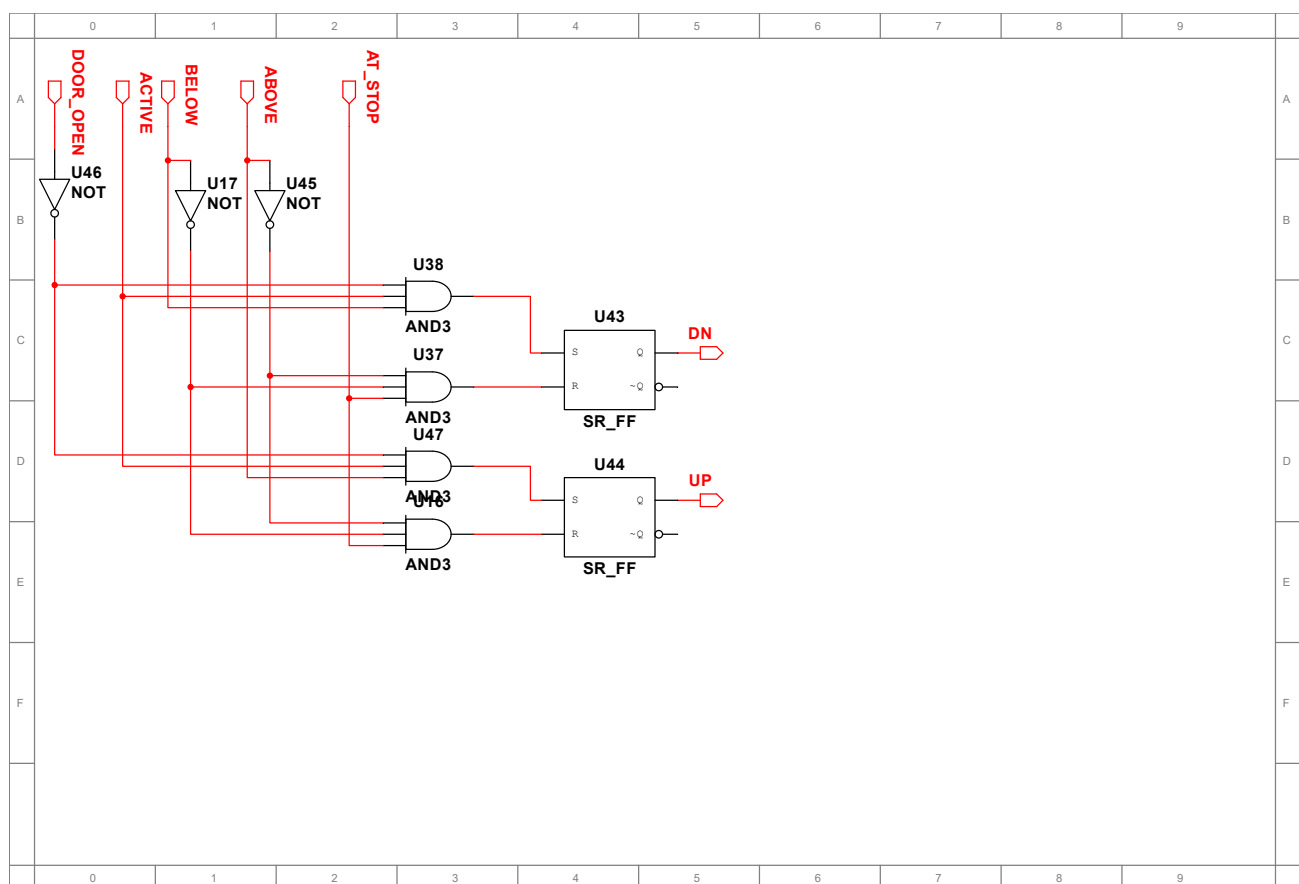 0 1 2 3 4 5 6 7 8 9
DOOR_OPEN
ACTIVE
BELOW
ABOVE
AT_STOP
A A
U46
NOT
U17
NOT
U45
NOT
B B
U38
AND3
U43
S Q
R ~Q
SR_FF
DN
C C
U37
AND3
U47
AND3
U44
S Q
R ~Q
SR_FF
UP
D D
U16
AND3
E E
F F
0 1 2 3 4 5 6 7 8 9